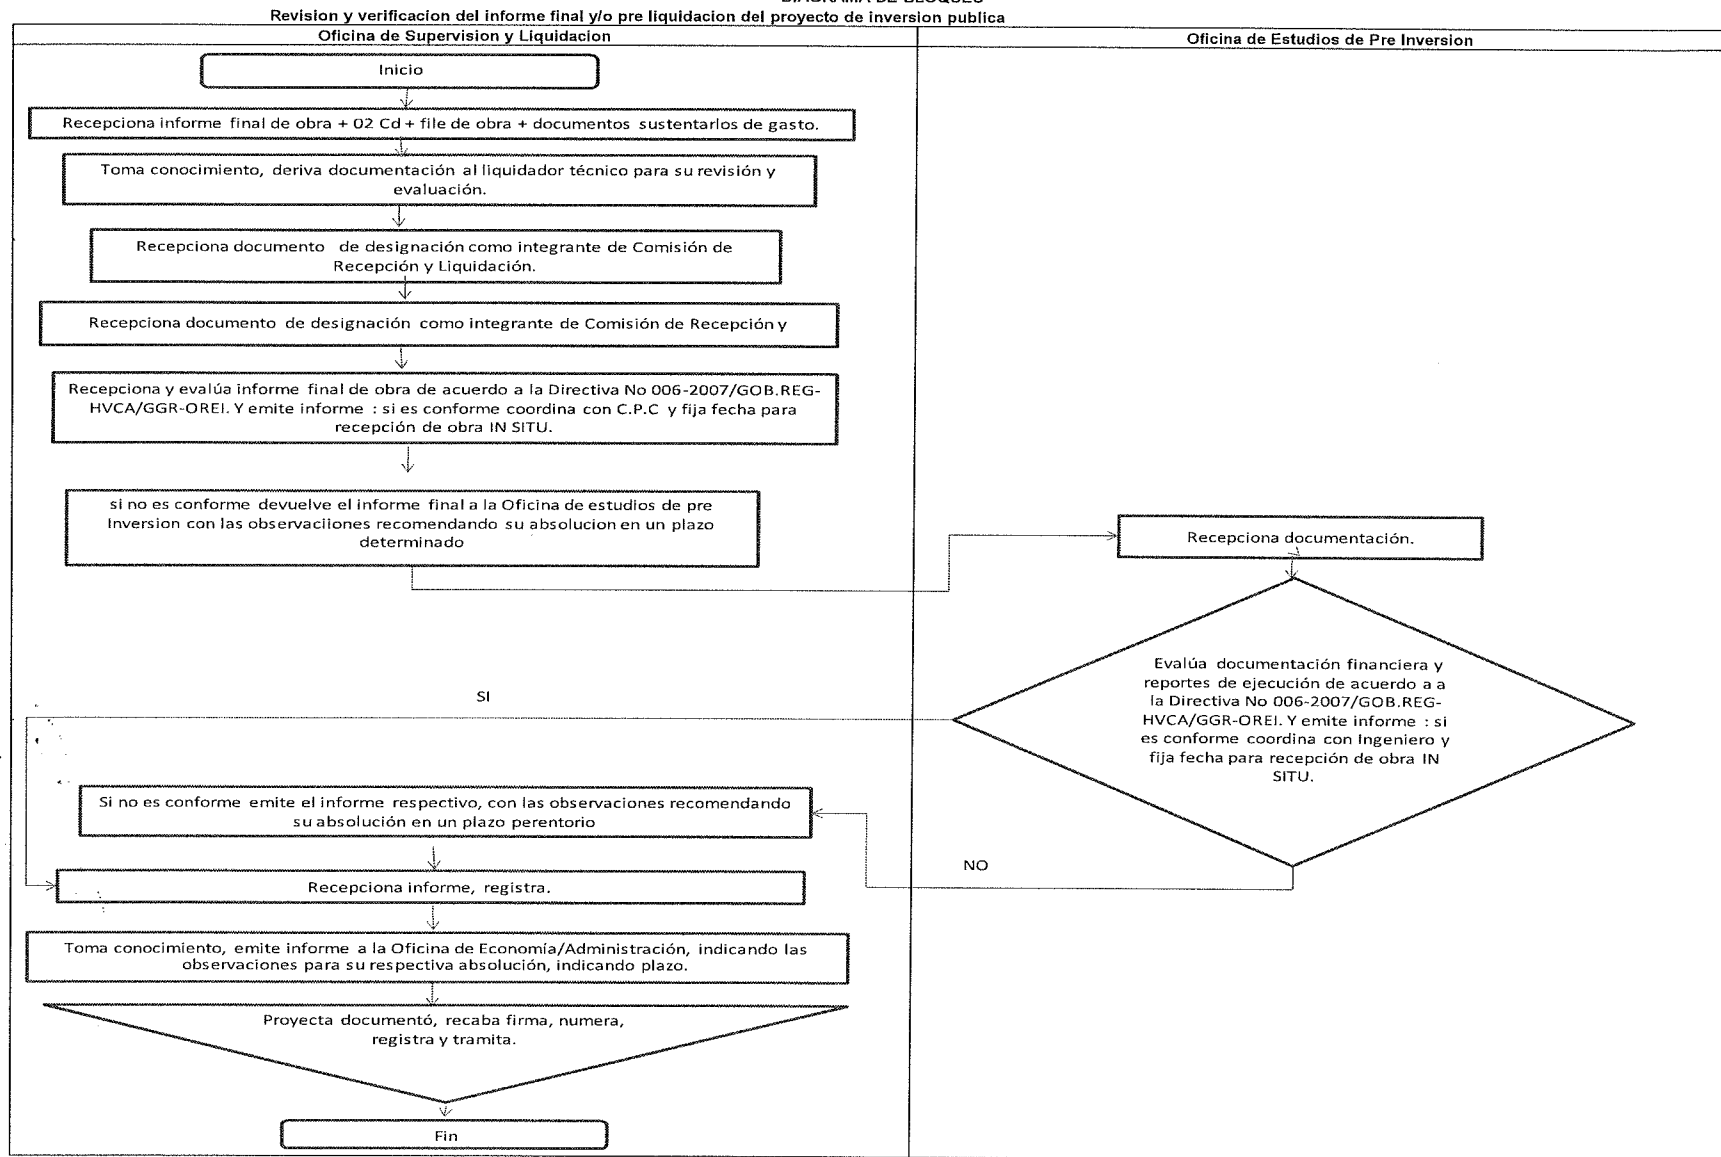 DIAGRAMA DE BLOQUES
Revision y verificacion del informe final y/o pre liquidacion del proyecto de inversion publica
Oficina de Supervision y Liquidacion
Oficina de Estudios de Pre Inversion
Inicio
Recepciona informe final de obra + 02 Cd + file de obra + documentos sustentarlos de gasto.
Toma conocimiento, deriva documentación al liquidador técnico para su revisión y
evaluación.
Recepciona documento de designación como integrante de Comisión de
Recepción y Liquidación.
Recepciona documento de designación como integrante de Comisión de Recepción y
Recepciona y evalúa informe final de obra de acuerdo a la Directiva No 006-2007/GOB.REG-
HVCA/GGR-OREI. Y emite informe : si es conforme coordina con C.P.C y fija fecha para
recepción de obra IN SITU.
si no es conforme devuelve el informe final a la Oficina de estudios de pre
Inversion con las observaciiones recomendando su absolucion en un plazo
determinado
Recepciona documentación.
Evalúa documentación financiera y
reportes de ejecución de acuerdo a a
la Directiva No 006-2007/GOB.REG-
HVCA/GGR-OREI. Y emite informe : si
es conforme coordina con Ingeniero y
fija fecha para recepción de obra IN
SITU.
SI
Si no es conforme emite el informe respectivo, con las observaciones recomendando
su absolución en un plazo perentorio
NO
Recepciona informe, registra.
Toma conocimiento, emite informe a la Oficina de Economía/Administración, indicando las
observaciones para su respectiva absolución, indicando plazo.
Proyecta documentó, recaba firma, numera,
registra y tramita.
Fin